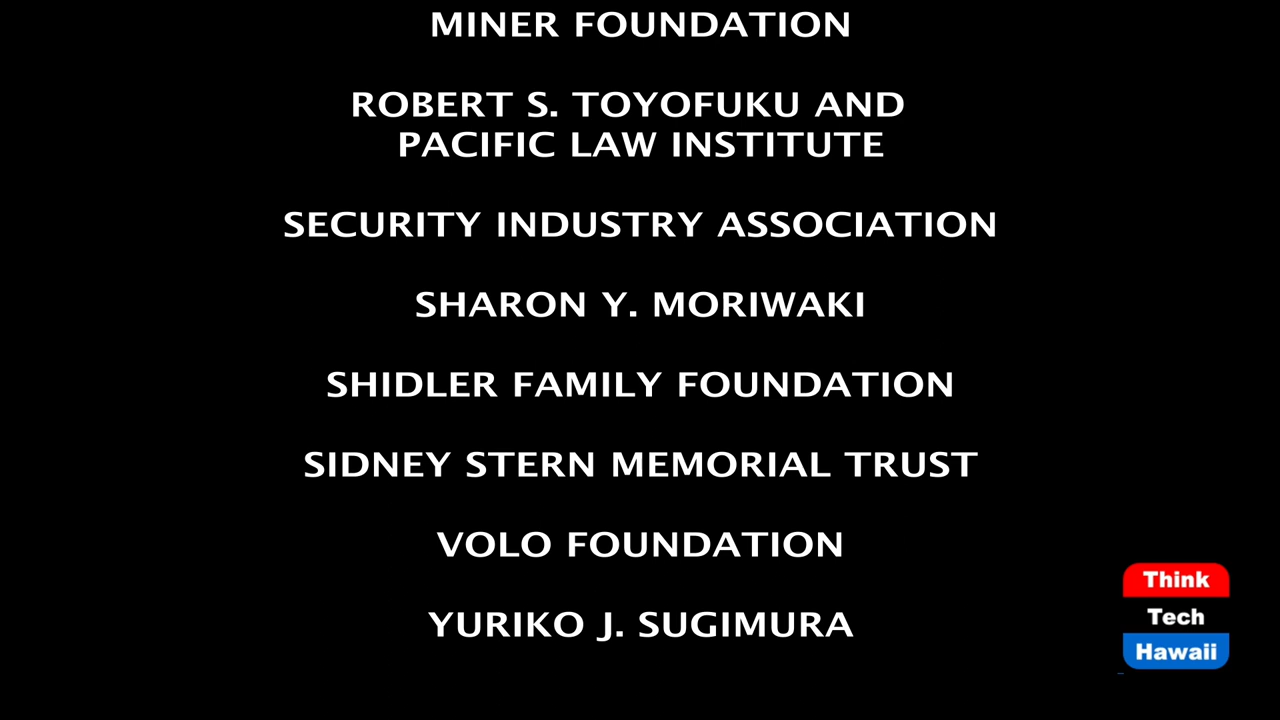 MINER FOUNDATION
ROBERT S. TOYOFUKU AND
PACIFIC LAW INSTITUTE
SECURITY INDUSTRY ASSOCIATION
SHARON Y. MORIWAKI
SHIDLER FAMILY FOUNDATION
SIDNEY STERN MEMORIAL TRUST
VOLO FOUNDATION
YURIKO J. SUGIMURA
Think
Tech
Hawaii